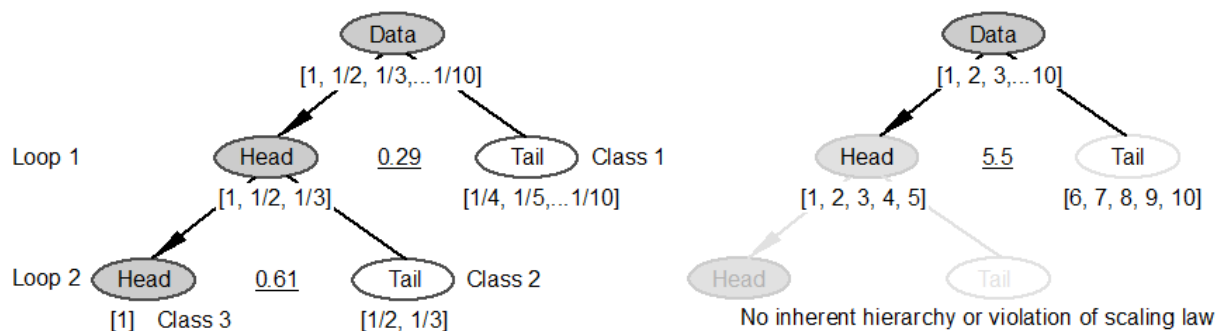 Data
[1, 1/2, 1/3,...1/10]
Loop 1
Head
0.29
Tail
Class 1
[1, 1/2, 1/3]
[1/4, 1/5,...1/10]
Loop 2
Head
0.61
Tail
Class 2
[1]
Class 3
[1/2, 1/3]
Data
[1, 2, 3,...10]
Head
5.5
Tail
[1, 2, 3, 4, 5]
[6, 7, 8, 9, 10]
Head
Tail
No inherent hierarchy or violation of scaling law